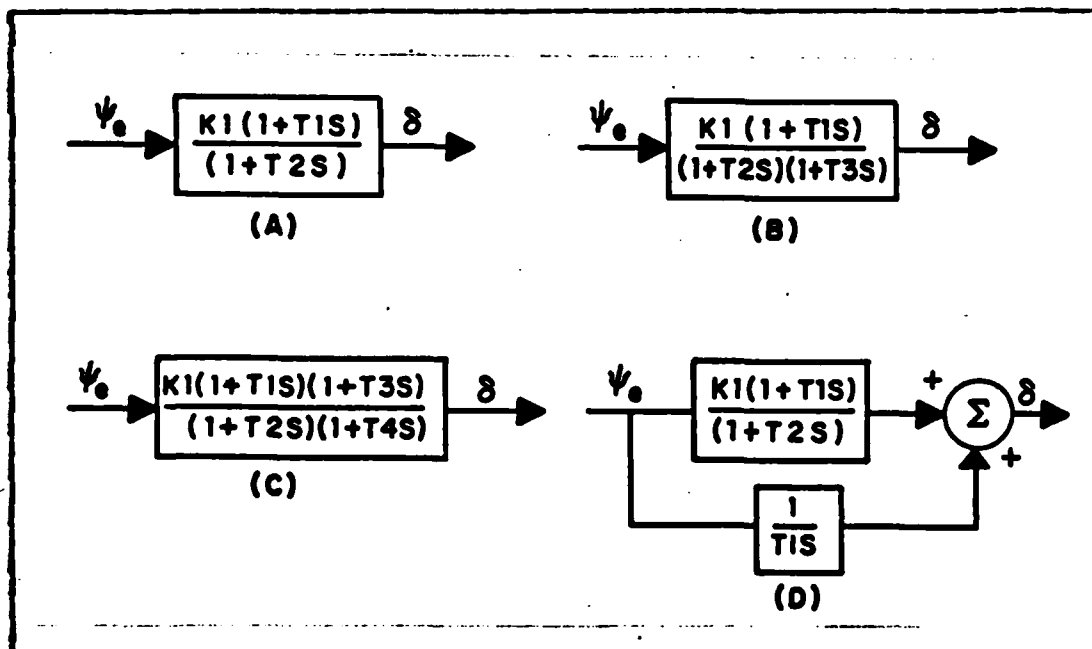 ψe K1(1+T1S) δ
(1+T2S)
(A)
ψe K1(1+T1S) δ
(1+T2S)(1+T3S)
(B)
ψe K1(1+T1S)(1+T3S) δ
(1+T2S)(1+T4S)
(C)
ψe K1(1+T1S) + Σ δ
(1+T2S) +
1
T1S
(D)